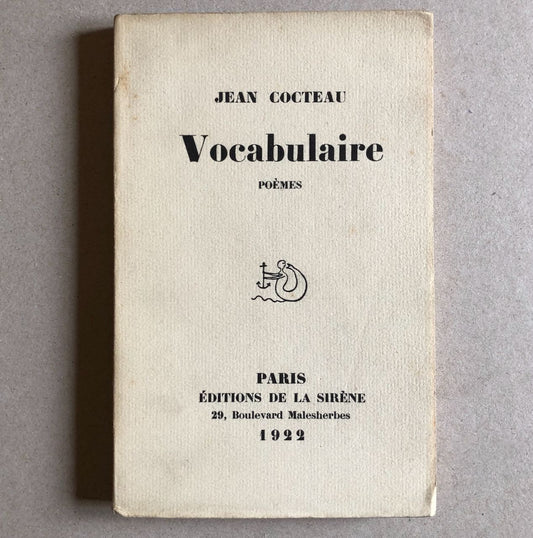 JEAN COCTEAU
Vocabulaire
POÈMES
PARIS
ÉDITIONS DE LA SIRÈNE
29, Boulevard Malesherbes
1922